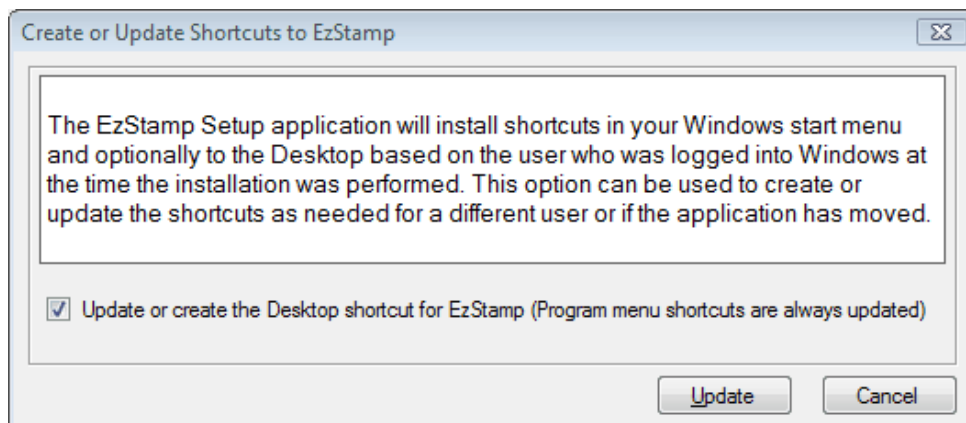 Create or Update Shortcuts to EzStamp
The EzStamp Setup application will install shortcuts in your Windows start menu
and optionally to the Desktop based on the user who was logged into Windows at
the time the installation was performed. This option can be used to create or
update the shortcuts as needed for a different user or if the application has moved.
Update or create the Desktop shortcut for EzStamp (Program menu shortcuts are always updated)
Update
Cancel